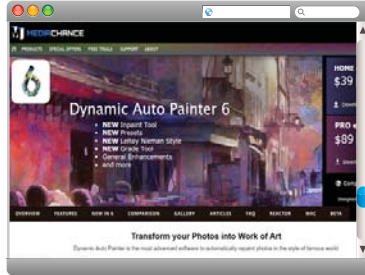 MEDIACHANCE
PRODUCTS SPECIAL OFFERS FREE TRIALS SUPPORT ABOUT
6
Dynamic Auto Painter 6
• NEW Inpaint Tool
• NEW Presets
• NEW LeRoy Nieman Style
• NEW Grade Tool
• General Enhancements
• and more
HOME
$39
PRO
$89
OVERVIEW FEATURES NEW IN 6 COMPARISON GALLERY ARTICLES FAQ REACTOR MAC BETA
Transform your Photos into Work of Art
Dynamic Auto Painter is the most advanced software to automatically repaint photos in the style of famous world